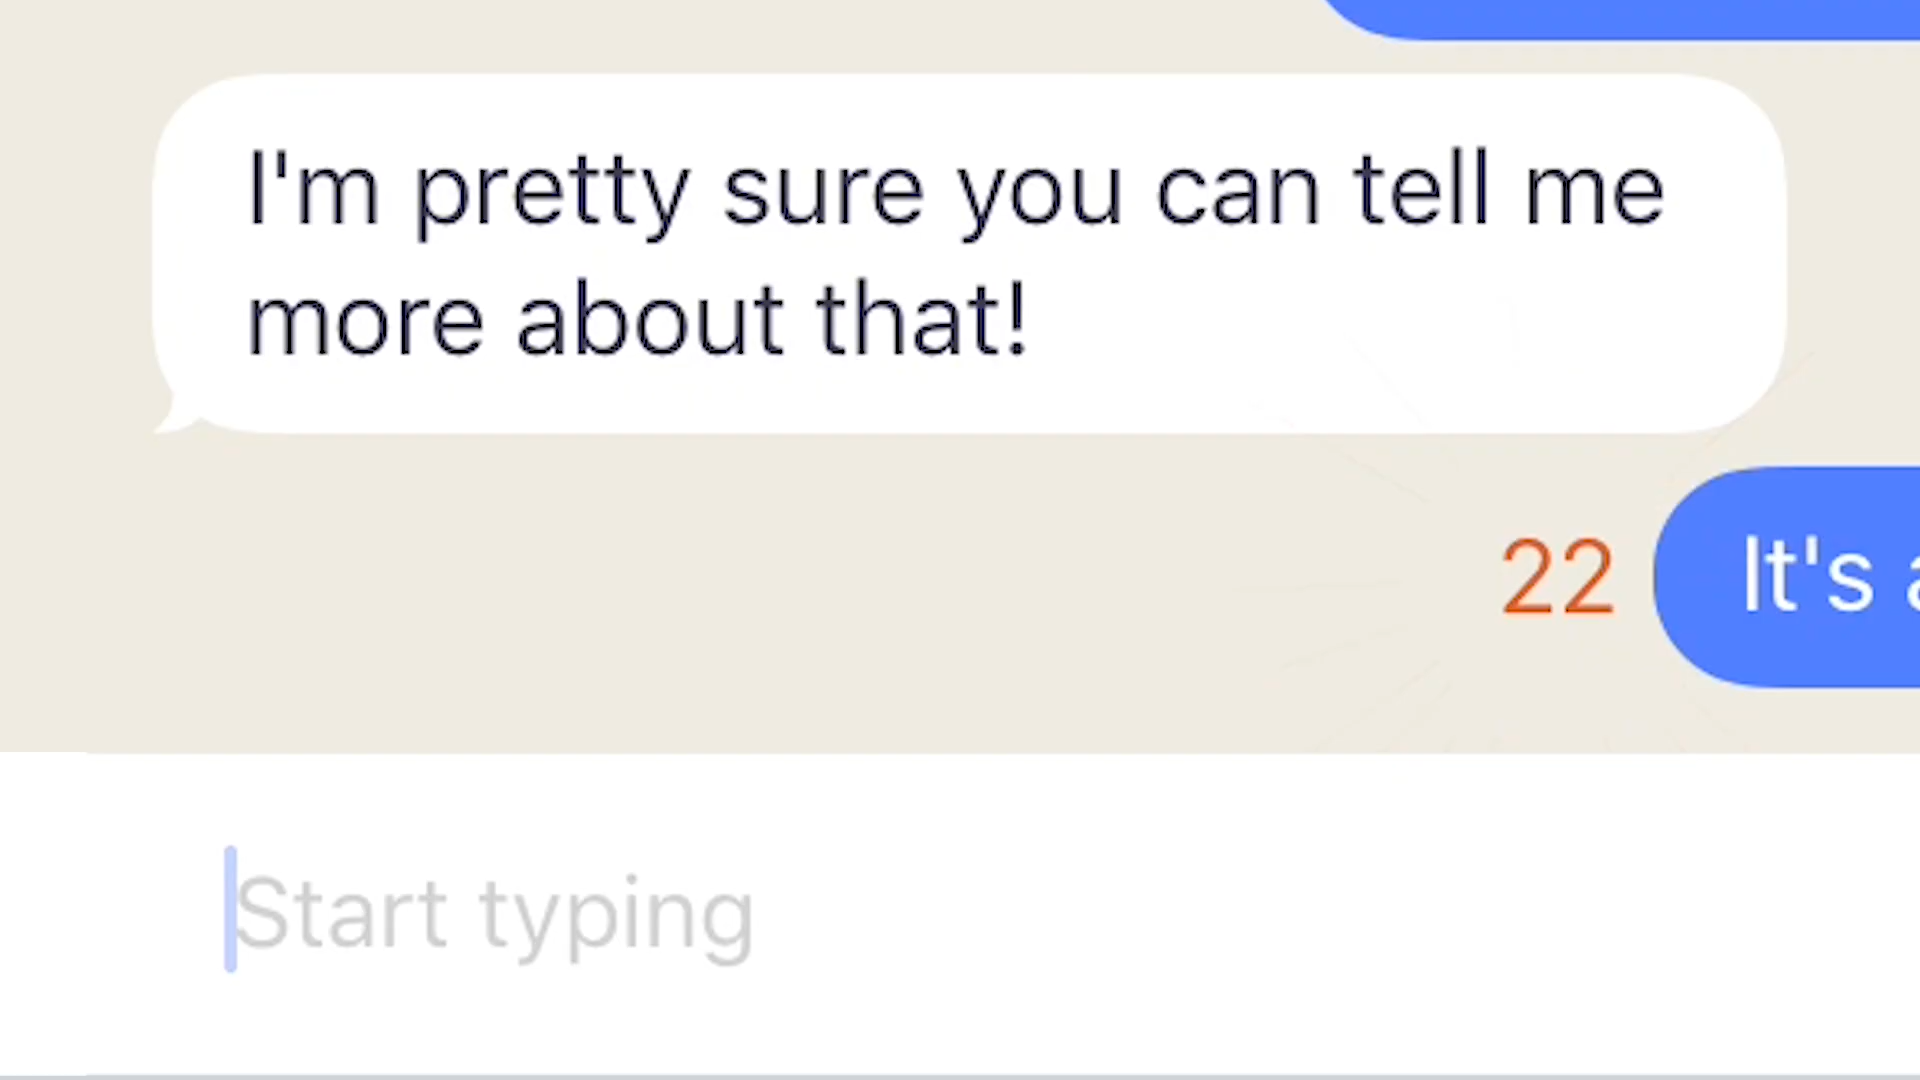 I'm pretty sure you can tell me
more about that!
22
It's
Start typing